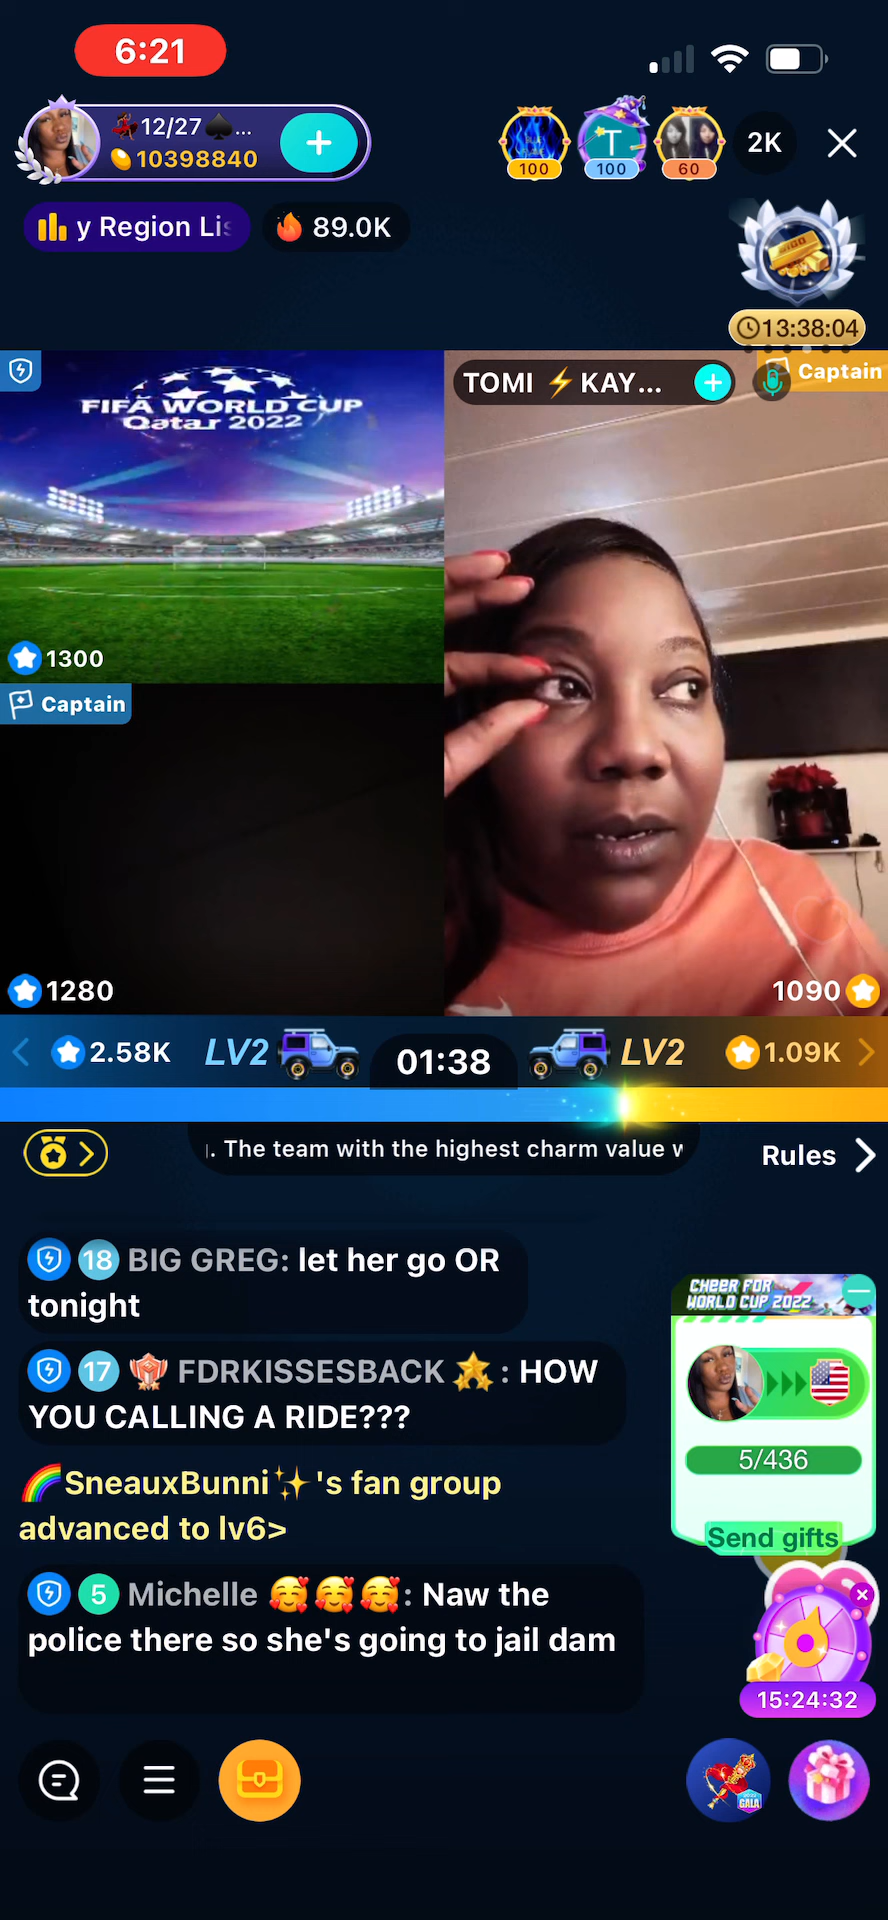 6:21
12/27 ...
10398840
100
T
100
60
2K
y Region Lis
89.0K
13:38:04
FIFA WORLD CUP
Qatar 2022
TOMI ⚡KAY...
Captain
1300
Captain
1280
1090
2.58K
LV2
01:38
LV2
1.09K
. The team with the highest charm value w
Rules
18 BIG GREG: let her go OR
tonight
17 FDRKISSESBACK : HOW
YOU CALLING A RIDE???
🌈SneauxBunni✨'s fan group
advanced to lv6>
5 Michelle 🥰🥰🥰: Naw the
police there so she's going to jail dam
CHEER FOR
WORLD CUP 2022
5/436
Send gifts
15:24:32
GALA